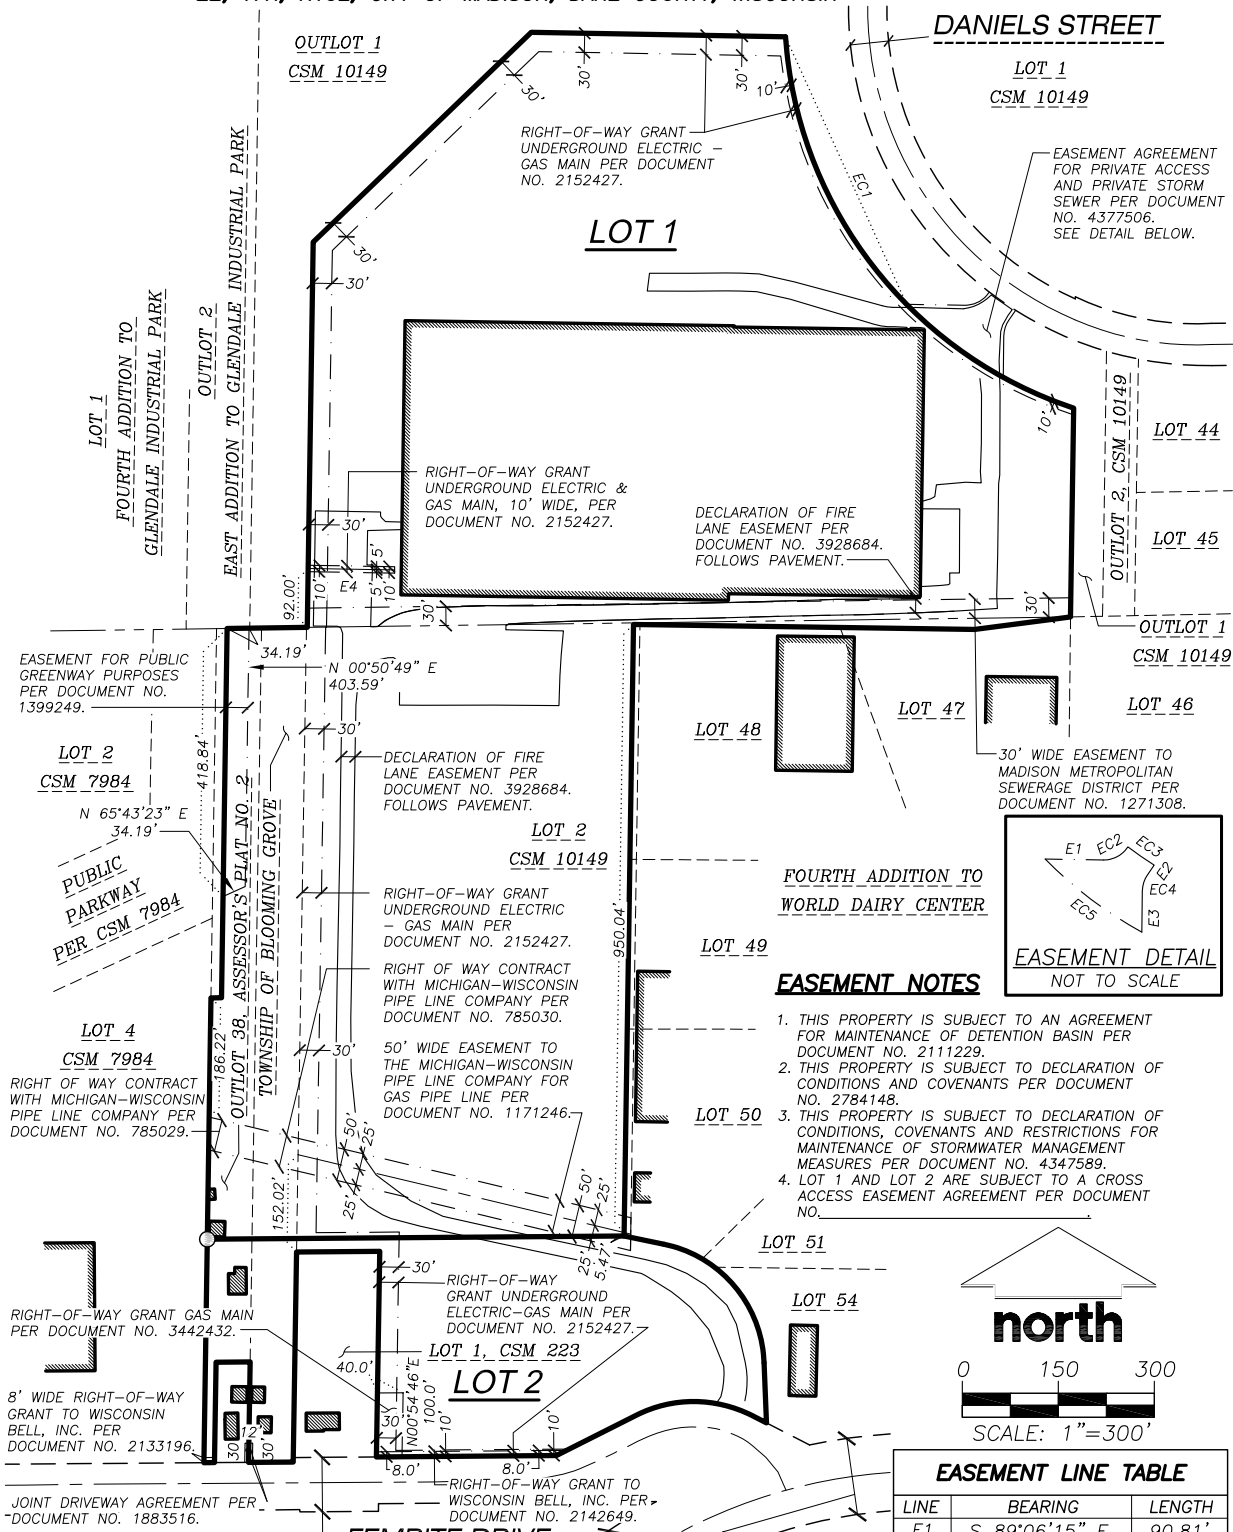 DANIELS STREET
OUTLOT 1
CSM 10149
LOT 1
CSM 10149
30'
30'
30'
10'
RIGHT-OF-WAY GRANT
UNDERGROUND ELECTRIC -
GAS MAIN PER DOCUMENT
NO. 2152427.
EC1
EASEMENT AGREEMENT
FOR PRIVATE ACCESS
AND PRIVATE STORM
SEWER PER DOCUMENT
NO. 4377506.
SEE DETAIL BELOW.
LOT 1
30'
30'
LOT 1
FOURTH ADDITION TO
GLENDALE INDUSTRIAL PARK
OUTLOT 2
EAST ADDITION TO GLENDALE INDUSTRIAL PARK
10'
OUTLOT 2, CSM 10149
LOT 44
LOT 45
RIGHT-OF-WAY GRANT
UNDERGROUND ELECTRIC &
GAS MAIN, 10' WIDE, PER
DOCUMENT NO. 2152427.
DECLARATION OF FIRE
LANE EASEMENT PER
DOCUMENT NO. 3928684.
FOLLOWS PAVEMENT.
30'
5'
E4
10'
5'
10'
30'
92.00'
30'
OUTLOT 1
CSM 10149
34.19'
N 00°50'49" E
403.59'
EASEMENT FOR PUBLIC
GREENWAY PURPOSES
PER DOCUMENT NO.
1399249.
30'
LOT 48
LOT 47
LOT 46
LOT 2
CSM 7984
418.84'
DECLARATION OF FIRE
LANE EASEMENT PER
DOCUMENT NO. 3928684.
FOLLOWS PAVEMENT.
30' WIDE EASEMENT TO
MADISON METROPOLITAN
SEWERAGE DISTRICT PER
DOCUMENT NO. 1271308.
N 65°43'23" E
34.19'
LOT 2
CSM 10149
PUBLIC
PARKWAY
PER CSM 7984
OUTLOT 38, ASSESSOR'S PLAT NO. 2
TOWNSHIP OF BLOOMING GROVE
FOURTH ADDITION TO
WORLD DAIRY CENTER
E1
EC2
EC3
E2
EC4
E3
EC5
EASEMENT DETAIL
NOT TO SCALE
RIGHT-OF-WAY GRANT
UNDERGROUND ELECTRIC
- GAS MAIN PER
DOCUMENT NO. 2152427.
950.04'
LOT 49
RIGHT OF WAY CONTRACT
WITH MICHIGAN-WISCONSIN
PIPE LINE COMPANY PER
DOCUMENT NO. 785030.
EASEMENT NOTES
1. THIS PROPERTY IS SUBJECT TO AN AGREEMENT
FOR MAINTENANCE OF DETENTION BASIN PER
DOCUMENT NO. 2111229.
2. THIS PROPERTY IS SUBJECT TO DECLARATION OF
CONDITIONS AND COVENANTS PER DOCUMENT
NO. 2784148.
3. THIS PROPERTY IS SUBJECT TO DECLARATION OF
CONDITIONS, COVENANTS AND RESTRICTIONS FOR
MAINTENANCE OF STORMWATER MANAGEMENT
MEASURES PER DOCUMENT NO. 4347589.
4. LOT 1 AND LOT 2 ARE SUBJECT TO A CROSS
ACCESS EASEMENT AGREEMENT PER DOCUMENT
NO.
LOT 4
CSM 7984
186.22'
30'
50' WIDE EASEMENT TO
THE MICHIGAN-WISCONSIN
PIPE LINE COMPANY FOR
GAS PIPE LINE PER
DOCUMENT NO. 1171246.
RIGHT OF WAY CONTRACT
WITH MICHIGAN-WISCONSIN
PIPE LINE COMPANY PER
DOCUMENT NO. 785029.
LOT 50
50'
25'
25'
152.02'
50'
25'
25'
5.47'
LOT 51
30'
RIGHT-OF-WAY
GRANT UNDERGROUND
ELECTRIC-GAS MAIN PER
DOCUMENT NO. 2152427.
LOT 54
north
RIGHT-OF-WAY GRANT GAS MAIN
PER DOCUMENT NO. 3442432.
LOT 1, CSM 223
40.0'
LOT 2
0 150 300
SCALE: 1"=300'
8' WIDE RIGHT-OF-WAY
GRANT TO WISCONSIN
BELL, INC. PER
DOCUMENT NO. 2133196.
N00°54'46"E
100.0'
30'
10'
10'
12'
30'
30'
8.0'
8.0'
RIGHT-OF-WAY GRANT TO
WISCONSIN BELL, INC. PER
DOCUMENT NO. 2142649.
JOINT DRIVEWAY AGREEMENT PER
DOCUMENT NO. 1883516.
EASEMENT LINE TABLE
LINE BEARING LENGTH
E1 S 89°06'15" E 90.81'